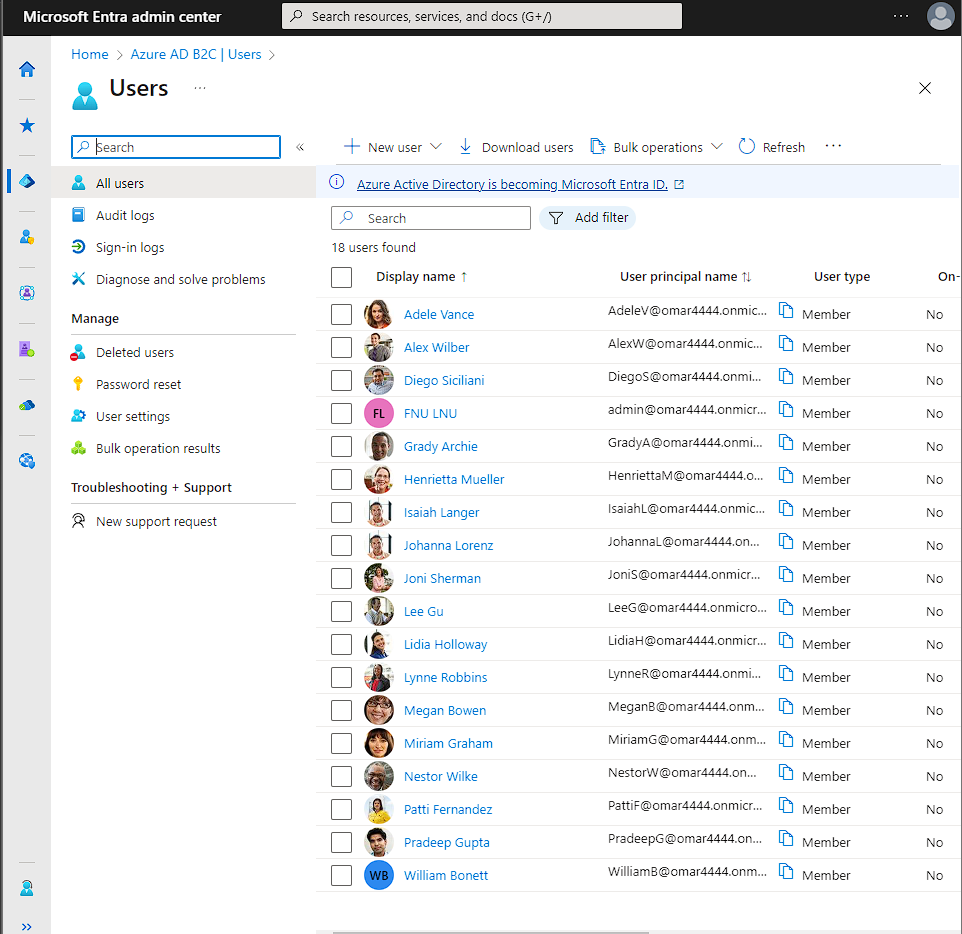 Microsoft Entra admin center
Search resources, services, and docs (G+/)
...
Home > Azure AD B2C | Users >
Users ...
Search «
New user Download users Bulk operations Refresh ...
All users
Audit logs
Sign-in logs
Diagnose and solve problems
Manage
Deleted users
Password reset
User settings
Bulk operation results
Troubleshooting + Support
New support request
Azure Active Directory is becoming Microsoft Entra ID.
Search Add filter
18 users found
Display name ↑ User principal name ↑↓ User type On-
Adele Vance AdeleV@omar4444.onmic... Member No
Alex Wilber AlexW@omar4444.onmic... Member No
Diego Siciliani DiegoS@omar4444.onmi... Member No
FL FNU LNU admin@omar4444.onmicr... Member No
Grady Archie GradyA@omar4444.onmi... Member No
Henrietta Mueller HenriettaM@omar4444.o... Member No
Isaiah Langer IsaiahL@omar4444.onmic... Member No
Johanna Lorenz JohannaL@omar4444.on... Member No
Joni Sherman JoniS@omar4444.onmicr... Member No
Lee Gu LeeG@omar4444.onmicro... Member No
Lidia Holloway LidiaH@omar4444.onmicr... Member No
Lynne Robbins LynneR@omar4444.onmi... Member No
Megan Bowen MeganB@omar4444.onm... Member No
Miriam Graham MiriamG@omar4444.onm... Member No
Nestor Wilke NestorW@omar4444.on... Member No
Patti Fernandez PattiF@omar4444.onmicr... Member No
Pradeep Gupta PradeepG@omar4444.on... Member No
WB William Bonett WilliamB@omar4444.onm... Member No